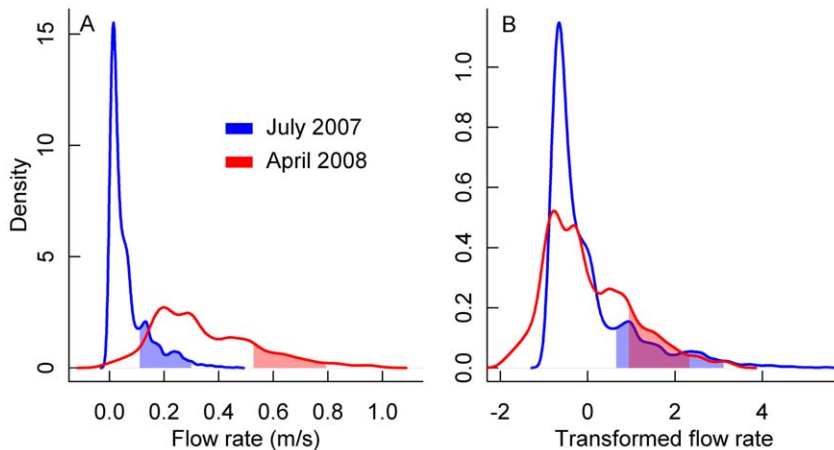 A
B
15
10
5
0
Density
July 2007
April 2008
0.0 0.2 0.4 0.6 0.8 1.0
Flow rate (m/s)
1.0
0.8
0.6
0.4
0.2
0.0
-2 0 2 4
Transformed flow rate